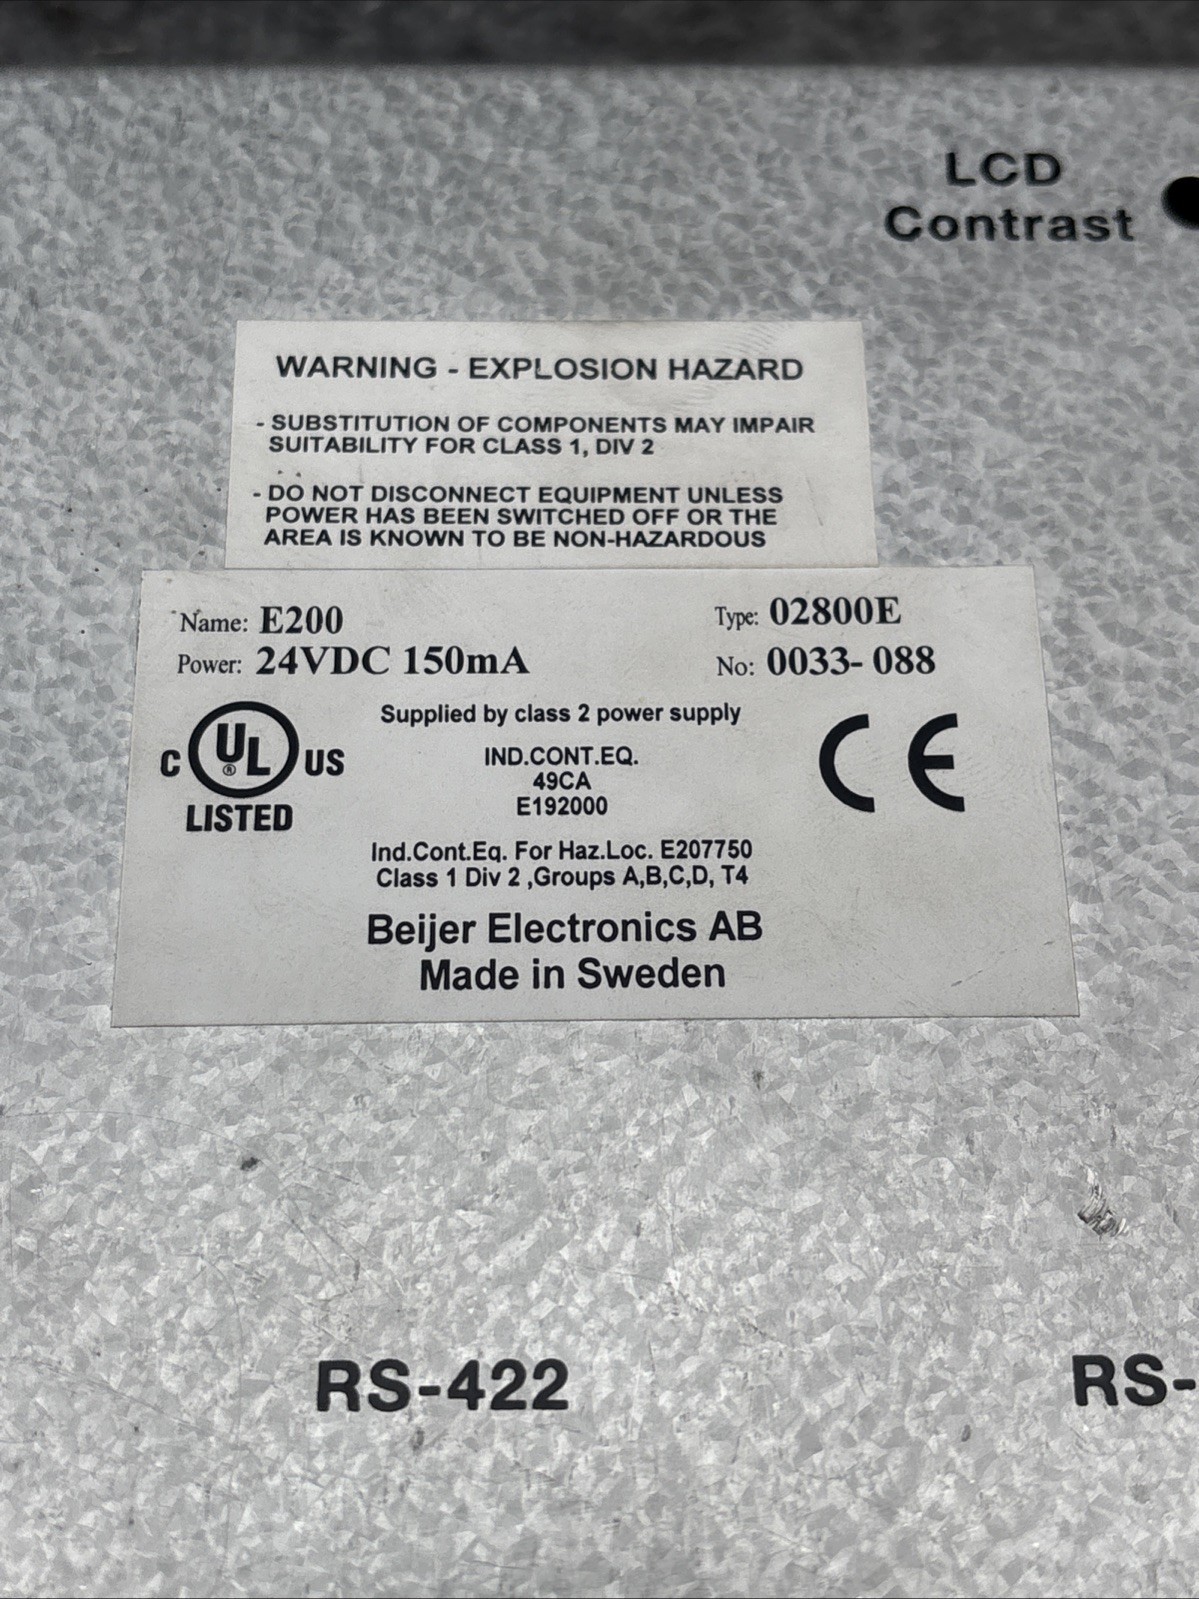 LCD
Contrast
WARNING - EXPLOSION HAZARD
- SUBSTITUTION OF COMPONENTS MAY IMPAIR
SUITABILITY FOR CLASS 1, DIV 2
- DO NOT DISCONNECT EQUIPMENT UNLESS
POWER HAS BEEN SWITCHED OFF OR THE
AREA IS KNOWN TO BE NON-HAZARDOUS
Name: E200 Type: 02800E
Power: 24VDC 150mA No: 0033- 088
Supplied by class 2 power supply
C UL ® US
LISTED
IND.CONT.EQ.
49CA
E192000
CE
Ind.Cont.Eq. For Haz.Loc. E207750
Class 1 Div 2 ,Groups A,B,C,D, T4
Beijer Electronics AB
Made in Sweden
RS-422 RS-